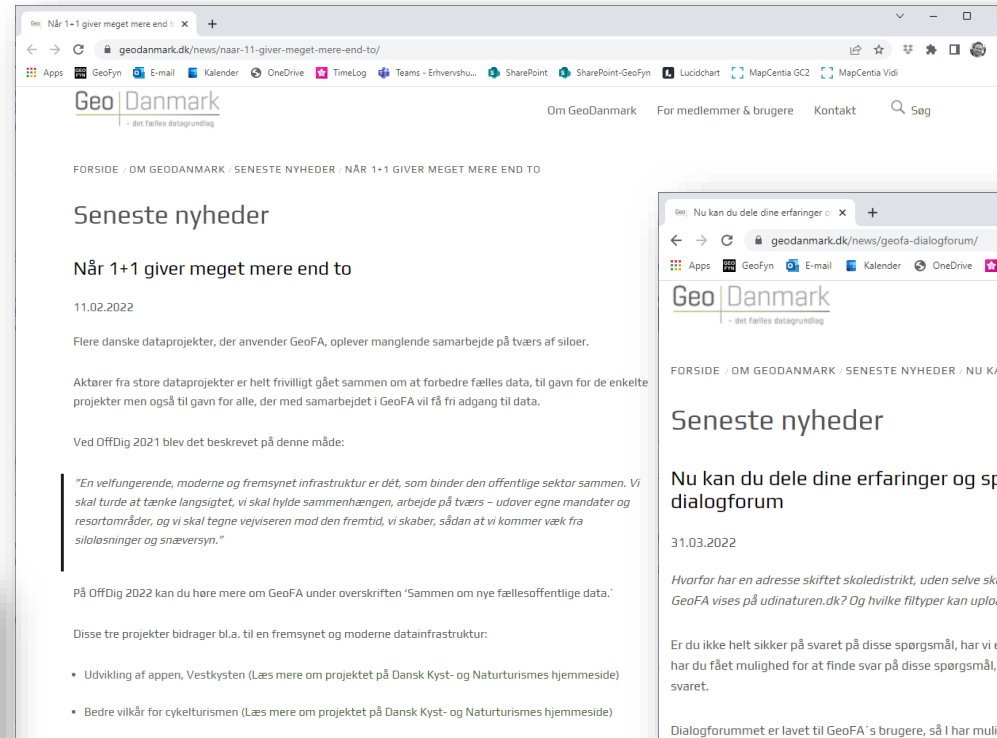 Når 1+1 giver meget mere end t
geodanmark.dk/news/naar-11-giver-meget-mere-end-to/
Apps GeoFyn E-mail Kalender OneDrive TimeLog Teams - Erhvervshu... SharePoint SharePoint-GeoFyn Lucidchart MapCentia GC2 MapCentia Vidi
Geo Danmark
– det fælles datagrundlag
Om GeoDanmark For medlemmer & brugere Kontakt Søg
FORSIDE / OM GEODANMARK / SENESTE NYHEDER / NÅR 1+1 GIVER MEGET MERE END TO
Seneste nyheder
Når 1+1 giver meget mere end to
11.02.2022
Flere danske dataprojekter, der anvender GeoFA, oplever manglende samarbejde på tværs af siloer.
Aktører fra store dataprojekter er helt frivilligt gået sammen om at forbedre fælles data, til gavn for de enkelte
projekter men også til gavn for alle, der med samarbejdet i GeoFA vil få fri adgang til data.
Ved OffDig 2021 blev det beskrevet på denne måde:
"En velfungerende, moderne og fremsynet infrastruktur er dét, som binder den offentlige sektor sammen. Vi
skal turde at tænke langsigtet, vi skal hylde sammenhængen, arbejde på tværs – udover egne mandater og
resortområder, og vi skal tegne vejviseren mod den fremtid, vi skaber, sådan at vi kommer væk fra
siloløsninger og snæversyn."
På OffDig 2022 kan du høre mere om GeoFA under overskriften 'Sammen om nye fællesoffentlige data.´
Disse tre projekter bidrager bl.a. til en fremsynet og moderne datainfrastruktur:
• Udvikling af appen, Vestkysten (Læs mere om projektet på Dansk Kyst- og Naturturismes hjemmeside)
• Bedre vilkår for cykelturismen (Læs mere om projektet på Dansk Kyst- og Naturturismes hjemmeside)
Nu kan du dele dine erfaringer o
geodanmark.dk/news/geofa-dialogforum/
Apps GeoFyn E-mail Kalender OneDrive
Geo Danmark
– det fælles datagrundlag
FORSIDE / OM GEODANMARK / SENESTE NYHEDER / NU KA
Seneste nyheder
Nu kan du dele dine erfaringer og sp
dialogforum
31.03.2022
Hvorfor har en adresse skiftet skoledistrikt, uden selve sk
GeoFA vises på udinaturen.dk? Og hvilke filtyper kan uploa
Er du ikke helt sikker på svaret på disse spørgsmål, har vi e
har du fået mulighed for at finde svar på disse spørgsmål,
svaret.
Dialogforummet er lavet til GeoFA´s brugere, så I har muli